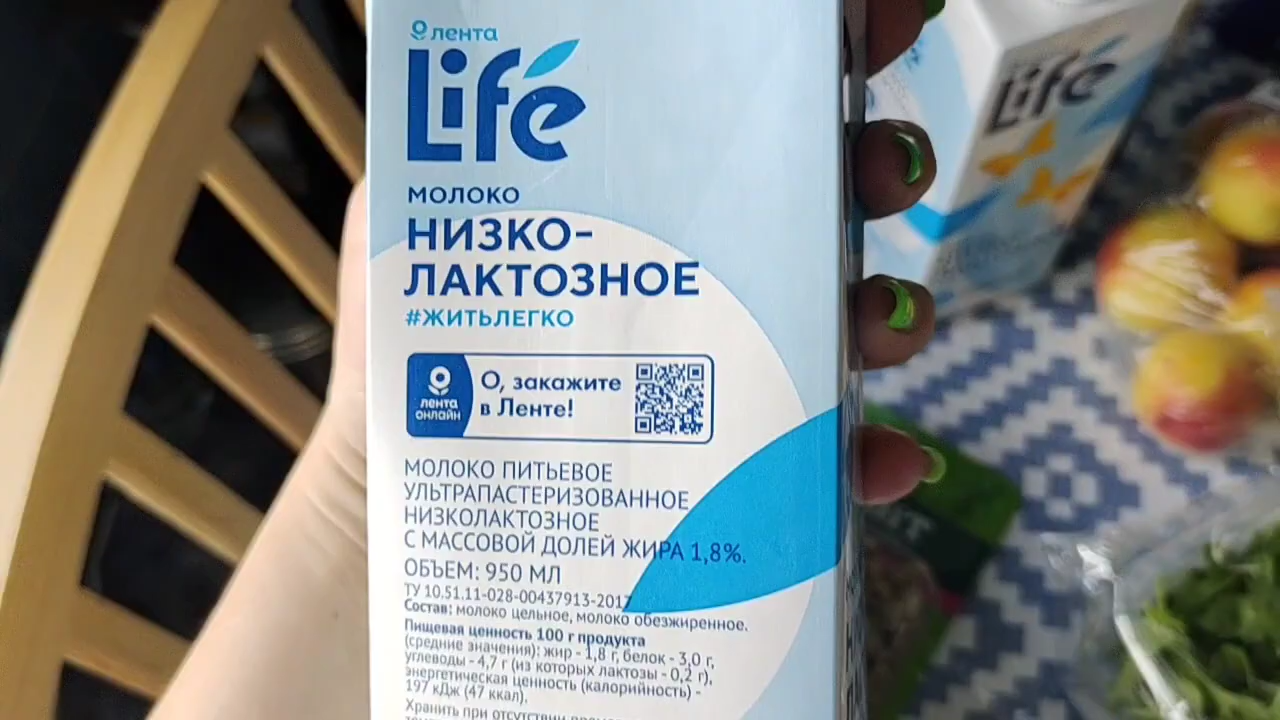 лента
Life
МОЛОКО
НИЗКО-
ЛАКТОЗНОЕ
#ЖИТЬЛЕГКО
лента
онлайн
О, закажите
в Ленте!
МОЛОКО ПИТЬЕВОЕ
УЛЬТРАПАСТЕРИЗОВАННОЕ
НИЗКОЛАКТОЗНОЕ
С МАССОВОЙ ДОЛЕЙ ЖИРА 1,8%.
ОБЪЕМ: 950 МЛ
ТУ 10.51.11-028-00437913-2017
Состав: молоко цельное, молоко обезжиренное.
Пищевая ценность 100 г продукта
(средние значения): жир - 1,8 г, белок - 3,0 г,
углеводы - 4,7 г (из которых лактозы - 0,2 г).
энергетическая ценность (калорийность) -
197 кДж (47 ккал).
Хранить при отсутствии
Life